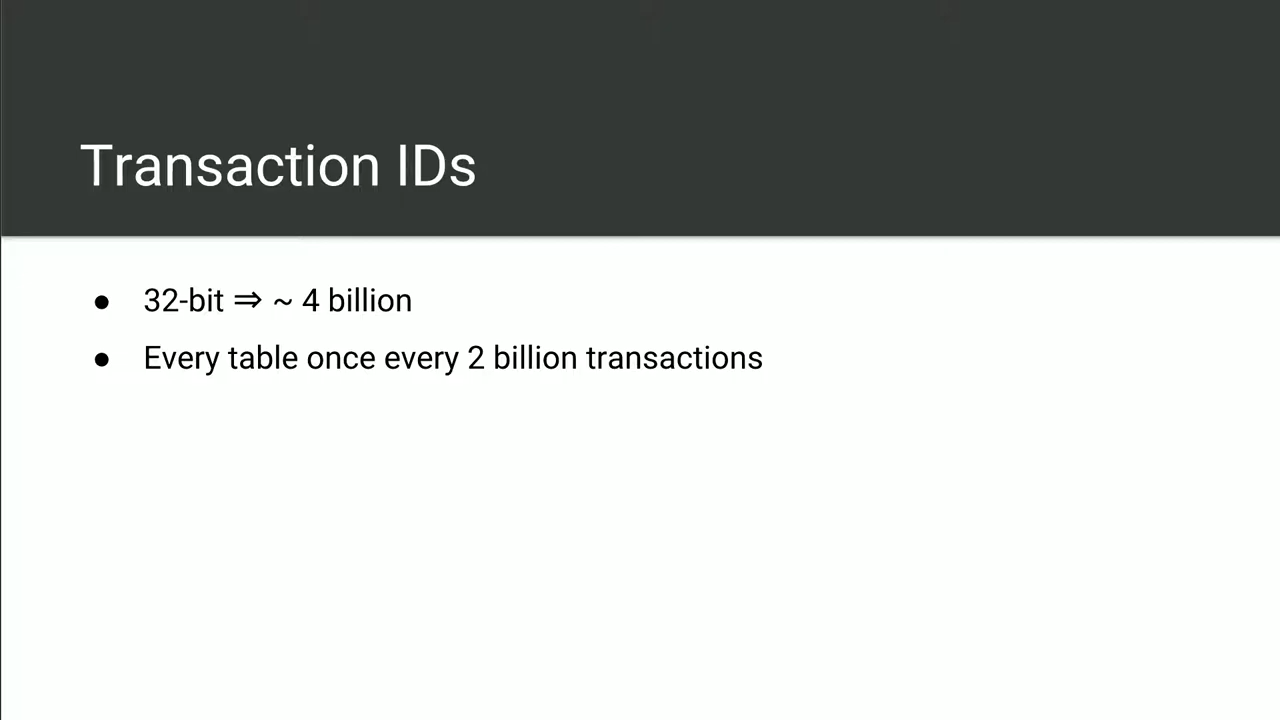 Transaction IDs
● 32-bit ⇒ ~ 4 billion
● Every table once every 2 billion transactions